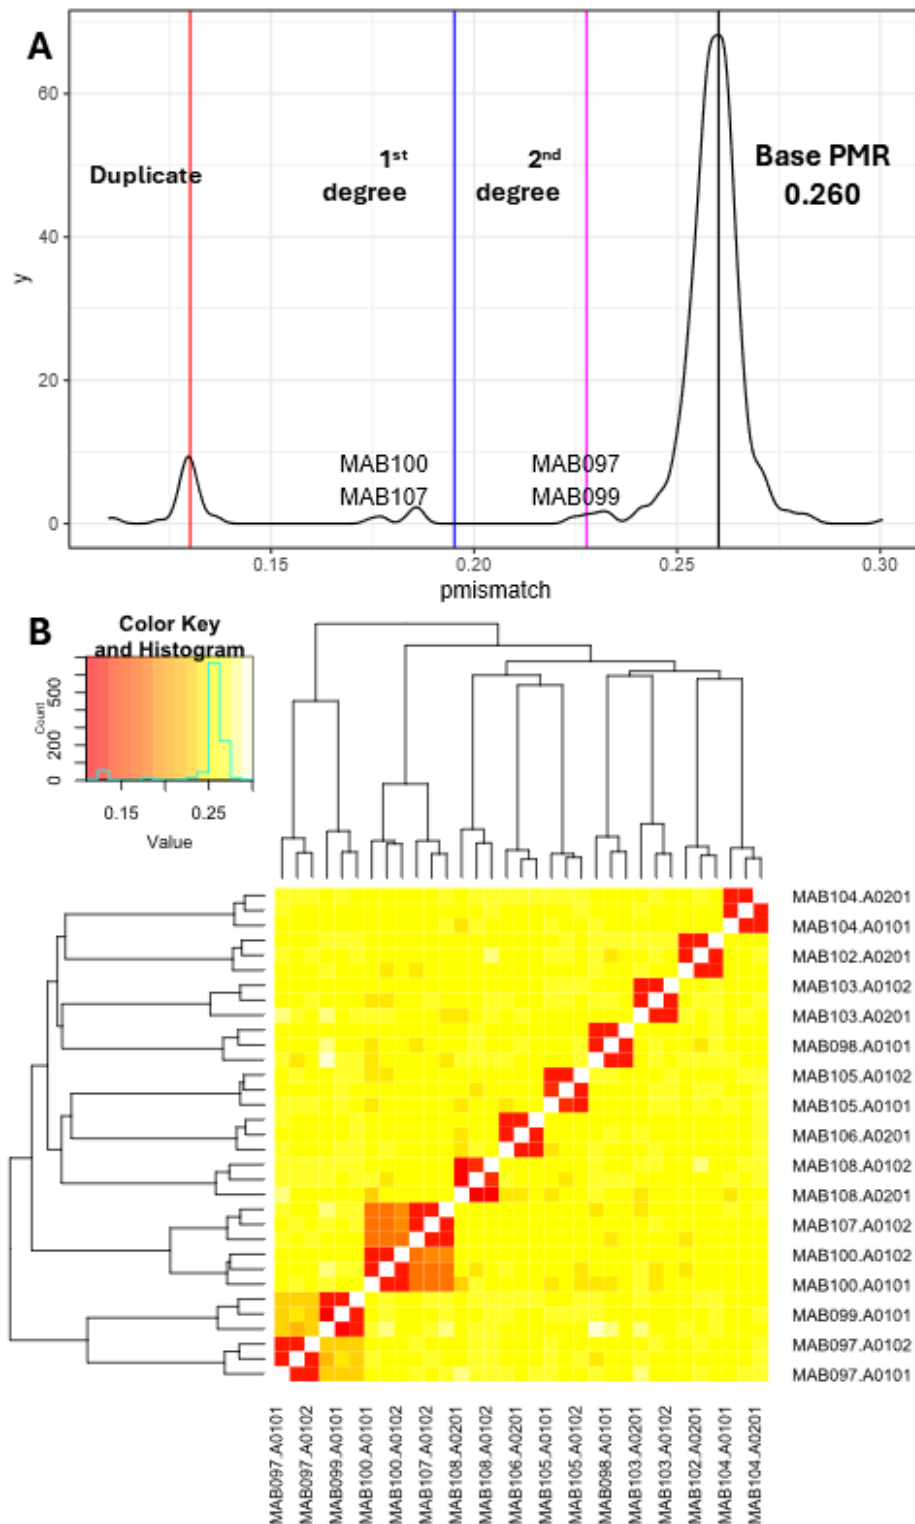 A
60
40
20
0
y
Duplicate
1st
degree
2nd
degree
Base PMR
0.260
MAB100
MAB107
MAB097
MAB099
0.15
0.20
0.25
0.30
pmismatch
B
Color Key
and Histogram
Count
0 200 500
0.15
0.25
Value
MAB104.A0201
MAB104.A0101
MAB102.A0201
MAB103.A0102
MAB103.A0201
MAB098.A0101
MAB105.A0102
MAB105.A0101
MAB106.A0201
MAB108.A0102
MAB108.A0201
MAB107.A0102
MAB100.A0102
MAB100.A0101
MAB099.A0101
MAB097.A0102
MAB097.A0101
MAB097.A0101
MAB097.A0102
MAB099.A0101
MAB100.A0101
MAB100.A0102
MAB107.A0102
MAB108.A0201
MAB108.A0102
MAB106.A0201
MAB105.A0101
MAB105.A0102
MAB098.A0101
MAB103.A0201
MAB103.A0102
MAB102.A0201
MAB104.A0101
MAB104.A0201